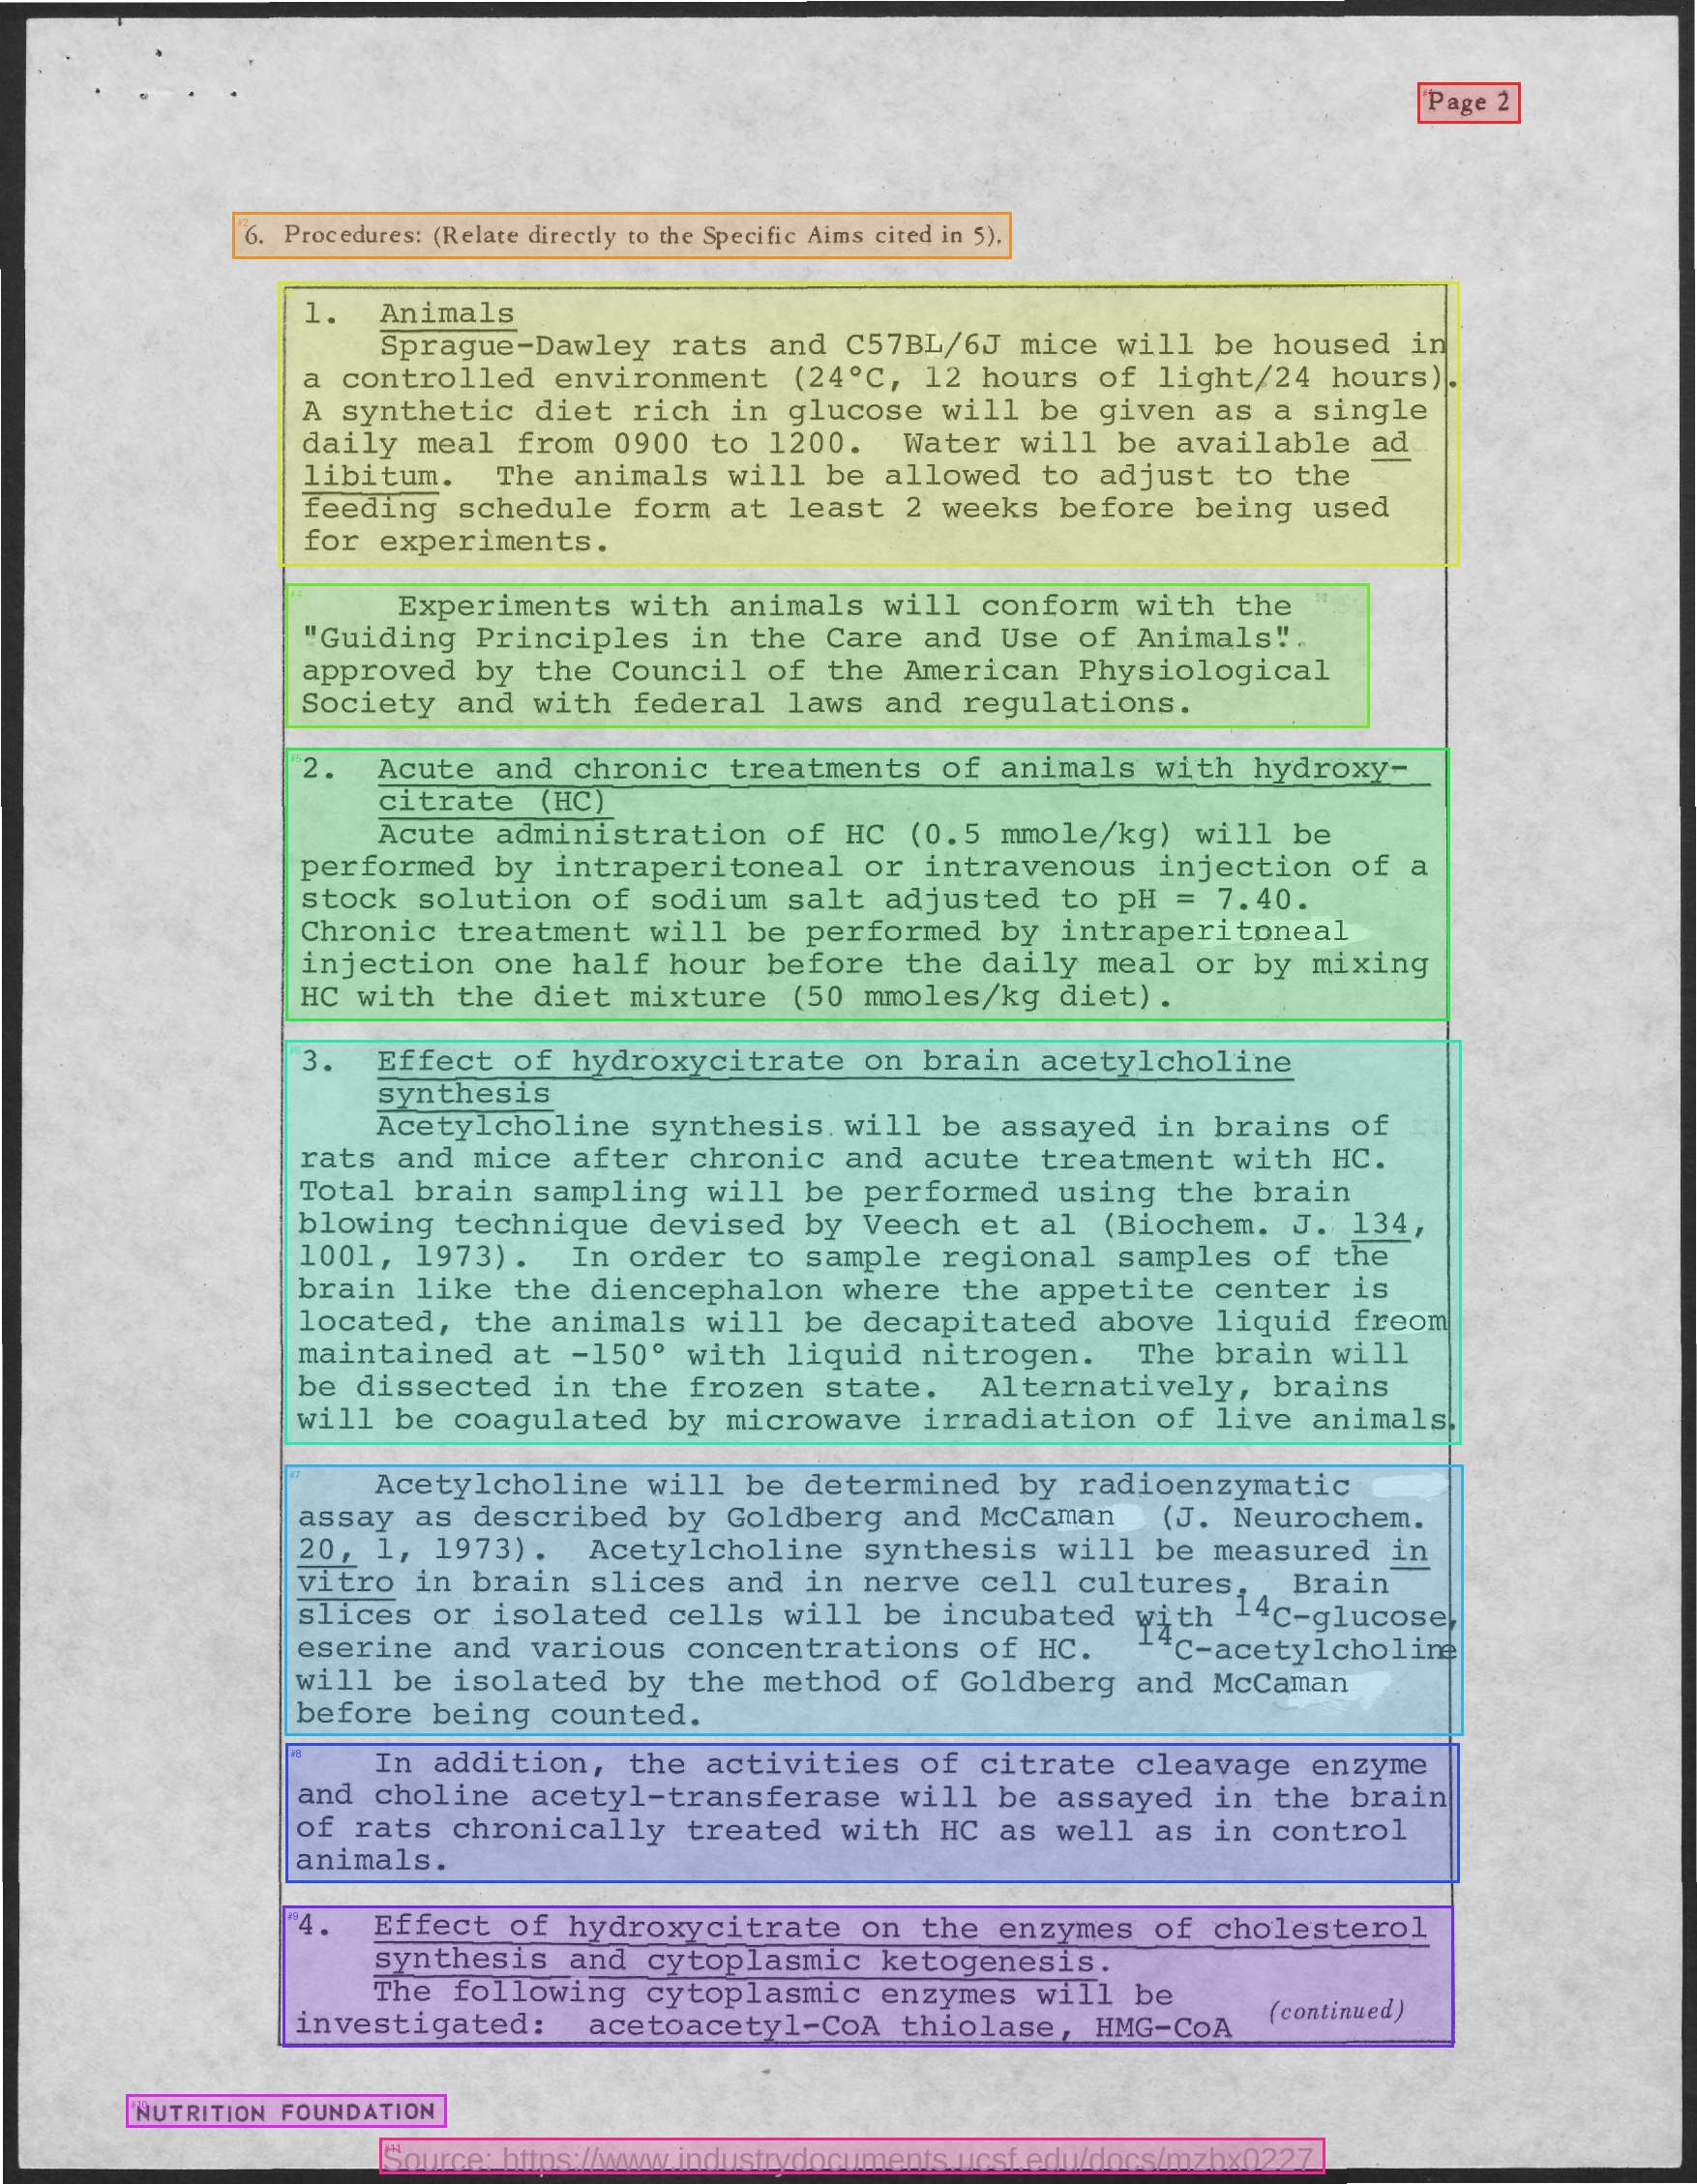 Page 2
6. Procedures: (Relate directly to the Specific Aims cited in 5).
1. Animals
Sprague-Dawley rats and C57BL/6J mice will be housed in
a controlled environment (24°C, 12 hours of light/24 hours).
A synthetic diet rich in glucose will be given as a single
daily meal from 0900 to 1200. Water will be available ad
libitum. The animals will be allowed to adjust to the
feeding schedule form at least 2 weeks before being used
for experiments.
#4
Experiments with animals will conform with the
"Guiding Principles in the Care and Use of Animals".
approved by the Council of the American Physiological
Society and with federal laws and regulations.
#5
2. Acute and chronic treatments of animals with hydroxy-
citrate (HC)
Acute administration of HC (0.5 mmole/kg) will be
performed by intraperitoneal or intravenous injection of a
stock solution of sodium salt adjusted to pH = 7.40.
Chronic treatment will be performed by intraperitoneal
injection one half hour before the daily meal or by mixing
HC with the diet mixture (50 mmoles/kg diet).
#6
3. Effect of hydroxycitrate on brain acetylcholine
synthesis
Acetylcholine synthesis will be assayed in brains of
rats and mice after chronic and acute treatment with HC.
Total brain sampling will be performed using the brain
blowing technique devised by Veech et al (Biochem. J. 134,
1001, 1973). In order to sample regional samples of the
brain like the diencephalon where the appetite center is
located, the animals will be decapitated above liquid freom
maintained at -150° with liquid nitrogen. The brain will
be dissected in the frozen state. Alternatively, brains
will be coagulated by microwave irradiation of live animals.
#7
Acetylcholine will be determined by radioenzymatic
assay as described by Goldberg and McCaman (J. Neurochem.
20, 1, 1973). Acetylcholine synthesis will be measured in
vitro in brain slices and in nerve cell cultures. Brain
slices or isolated cells will be incubated with 14C-glucose,
eserine and various concentrations of HC. 14C-acetylcholine
will be isolated by the method of Goldberg and McCaman
before being counted.
#8
In addition, the activities of citrate cleavage enzyme
and choline acetyl-transferase will be assayed in the brain
of rats chronically treated with HC as well as in control
animals.
#9
4. Effect of hydroxycitrate on the enzymes of cholesterol
synthesis and cytoplasmic ketogenesis.
The following cytoplasmic enzymes will be
investigated: acetoacetyl-CoA thiolase, HMG-CoA
(continued)
#10
NUTRITION FOUNDATION
#11
Source: https://www.industrydocuments.ucsf.edu/docs/mzbx0227